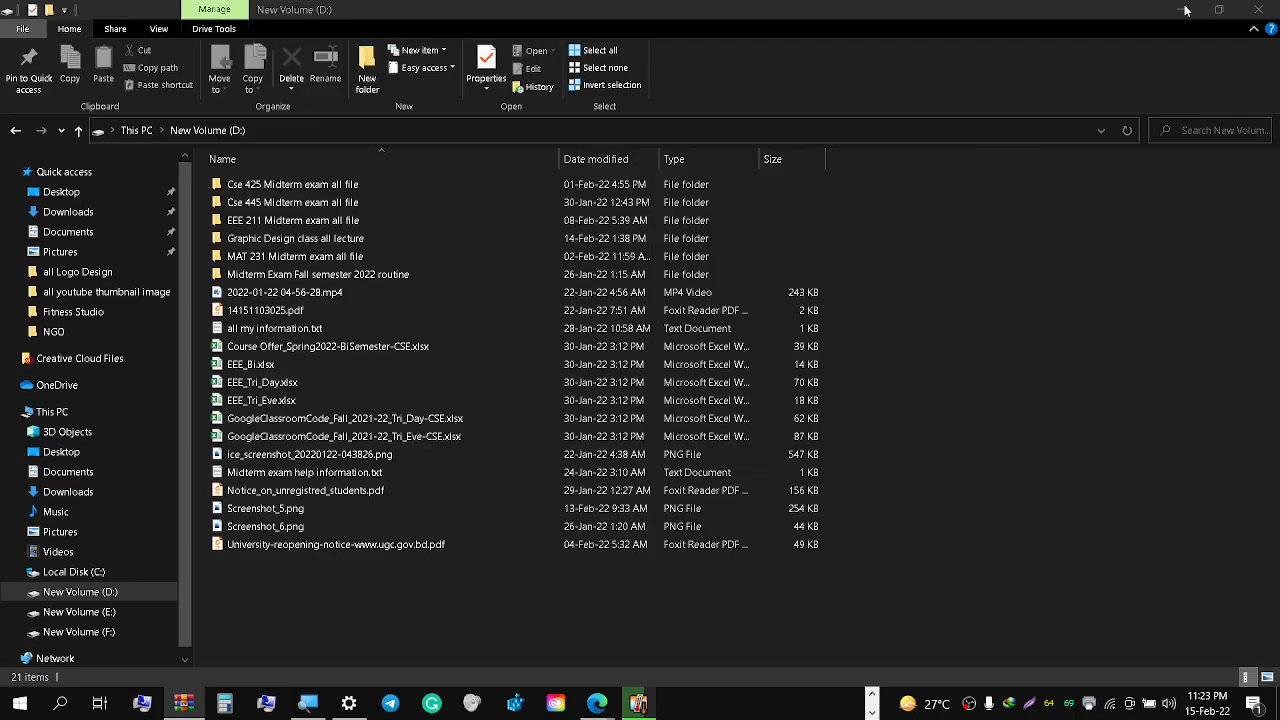 Manage
New Volume (D:)
File
Home
Share
View
Drive Tools
Pin to Quick access
Copy
Paste
Cut
Copy path
Paste shortcut
Clipboard
Move to
Copy to
Delete
Rename
Organize
New folder
New item
Easy access
New
Properties
Open
Edit
History
Open
Select all
Select none
Invert selection
Select
This PC
New Volume (D:)
Search New Volum...
Quick access
Desktop
Downloads
Documents
Pictures
all Logo Design
all youtube thumbnail image
Fitness Studio
NGO
Creative Cloud Files
OneDrive
This PC
3D Objects
Desktop
Documents
Downloads
Music
Pictures
Videos
Local Disk (C:)
New Volume (D:)
New Volume (E:)
New Volume (F:)
Network
Name Date modified Type Size
Cse 425 Midterm exam all file 01-Feb-22 4:55 PM File folder
Cse 445 Midterm exam all file 30-Jan-22 12:43 PM File folder
EEE 211 Midterm exam all file 08-Feb-22 5:39 AM File folder
Graphic Design class all lecture 14-Feb-22 1:38 PM File folder
MAT 231 Midterm exam all file 02-Feb-22 11:59 A... File folder
Midterm Exam Fall semester 2022 routine 26-Jan-22 1:15 AM File folder
2022-01-22 04-56-28.mp4 22-Jan-22 4:56 AM MP4 Video 243 KB
14151103025.pdf 22-Jan-22 7:51 AM Foxit Reader PDF ... 2 KB
all my information.txt 28-Jan-22 10:58 AM Text Document 1 KB
Course Offer_Spring2022-BiSemester-CSE.xlsx 30-Jan-22 3:12 PM Microsoft Excel W... 39 KB
EEE_Bi.xlsx 30-Jan-22 3:12 PM Microsoft Excel W... 14 KB
EEE_Tri_Day.xlsx 30-Jan-22 3:12 PM Microsoft Excel W... 70 KB
EEE_Tri_Eve.xlsx 30-Jan-22 3:12 PM Microsoft Excel W... 18 KB
GoogleClassroomCode_Fall_2021-22_Tri_Day-CSE.xlsx 30-Jan-22 3:12 PM Microsoft Excel W... 62 KB
GoogleClassroomCode_Fall_2021-22_Tri_Eve-CSE.xlsx 30-Jan-22 3:12 PM Microsoft Excel W... 87 KB
ice_screenshot_20220122-043826.png 22-Jan-22 4:38 AM PNG File 547 KB
Midterm exam help information.txt 24-Jan-22 3:10 AM Text Document 1 KB
Notice_on_unregistred_students.pdf 29-Jan-22 12:27 AM Foxit Reader PDF ... 156 KB
Screenshot_5.png 13-Feb-22 9:33 AM PNG File 254 KB
Screenshot_6.png 26-Jan-22 1:20 AM PNG File 44 KB
University-reopening-notice-www.ugc.gov.bd.pdf 04-Feb-22 5:32 AM Foxit Reader PDF ... 49 KB
21 items
27°C
64
69
11:23 PM
15-Feb-22
1